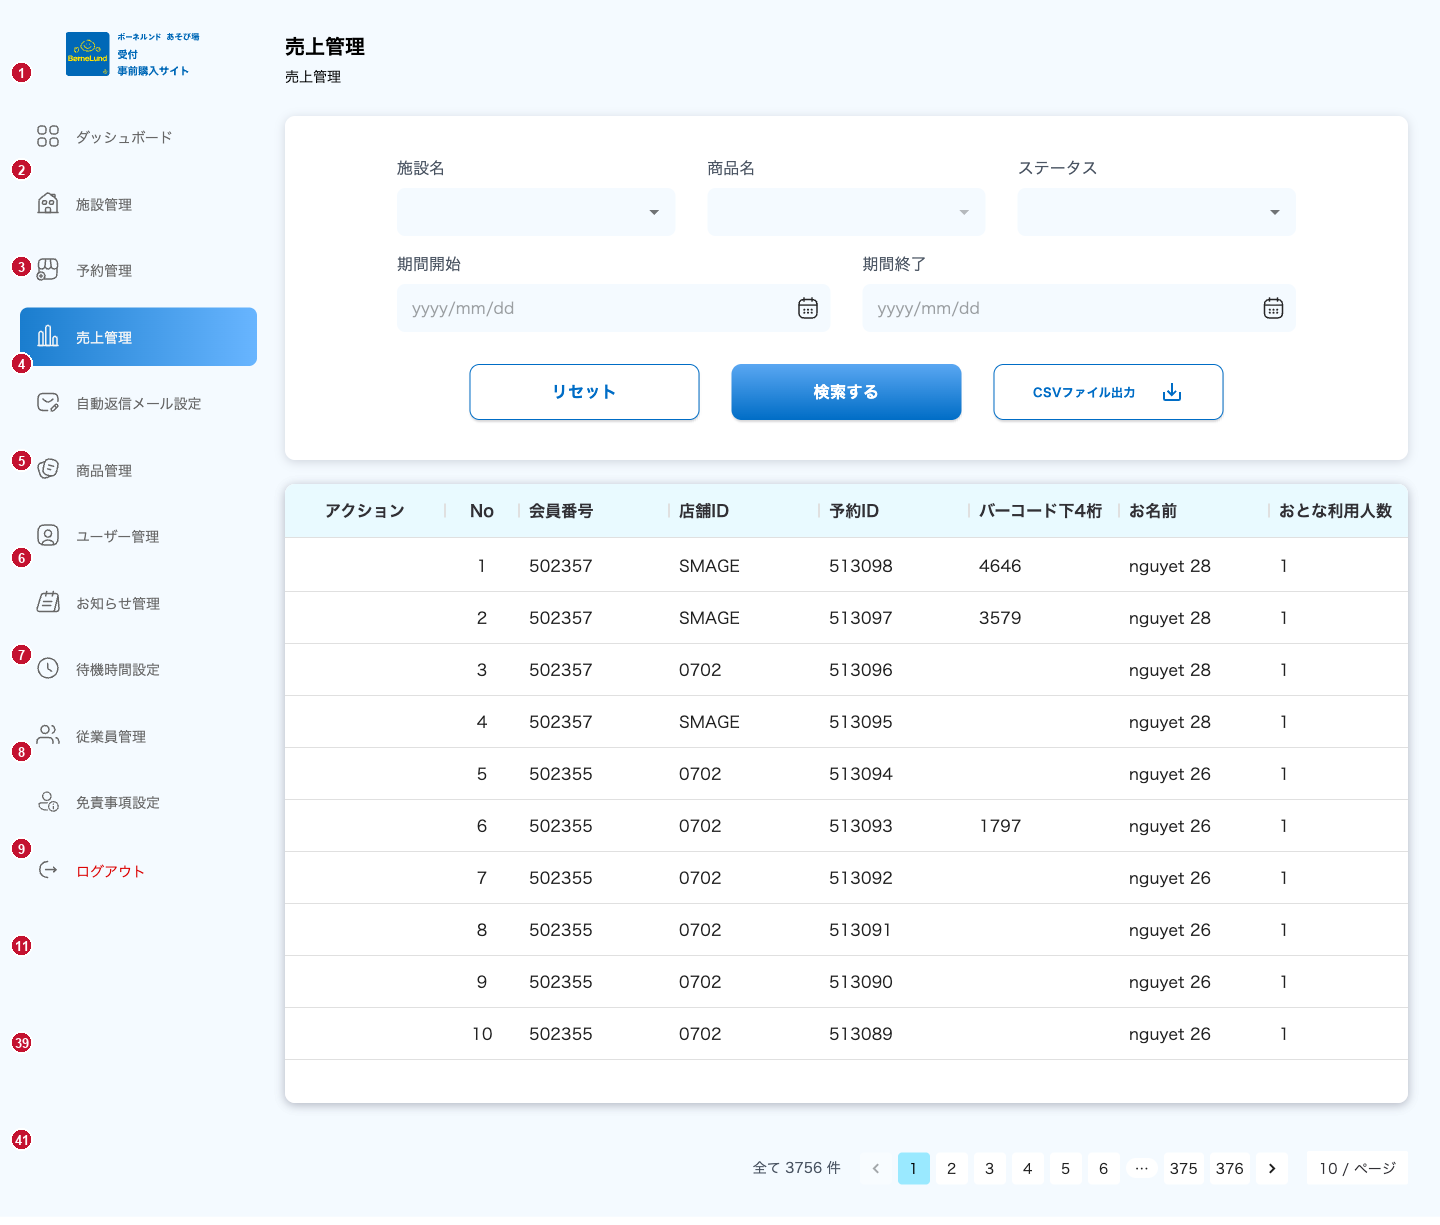 ボーネルンド あそび場
受付
事前購入サイト
BørneLund
売上管理
売上管理
1
2
3
4
5
6
7
8
9
11
39
41
ダッシュボード
施設管理
予約管理
売上管理
自動返信メール設定
商品管理
ユーザー管理
お知らせ管理
待機時間設定
従業員管理
免責事項設定
ログアウト
施設名 商品名 ステータス
期間開始 期間終了
yyyy/mm/dd yyyy/mm/dd
リセット 検索する CSVファイル出力
アクション No 会員番号 店舗ID 予約ID バーコード下4桁 お名前 おとな利用人数
1 502357 SMAGE 513098 4646 nguyet 28 1
2 502357 SMAGE 513097 3579 nguyet 28 1
3 502357 0702 513096 nguyet 28 1
4 502357 SMAGE 513095 nguyet 28 1
5 502355 0702 513094 nguyet 26 1
6 502355 0702 513093 1797 nguyet 26 1
7 502355 0702 513092 nguyet 26 1
8 502355 0702 513091 nguyet 26 1
9 502355 0702 513090 nguyet 26 1
10 502355 0702 513089 nguyet 26 1
全て 3756 件 1 2 3 4 5 6 ··· 375 376 10 / ページ